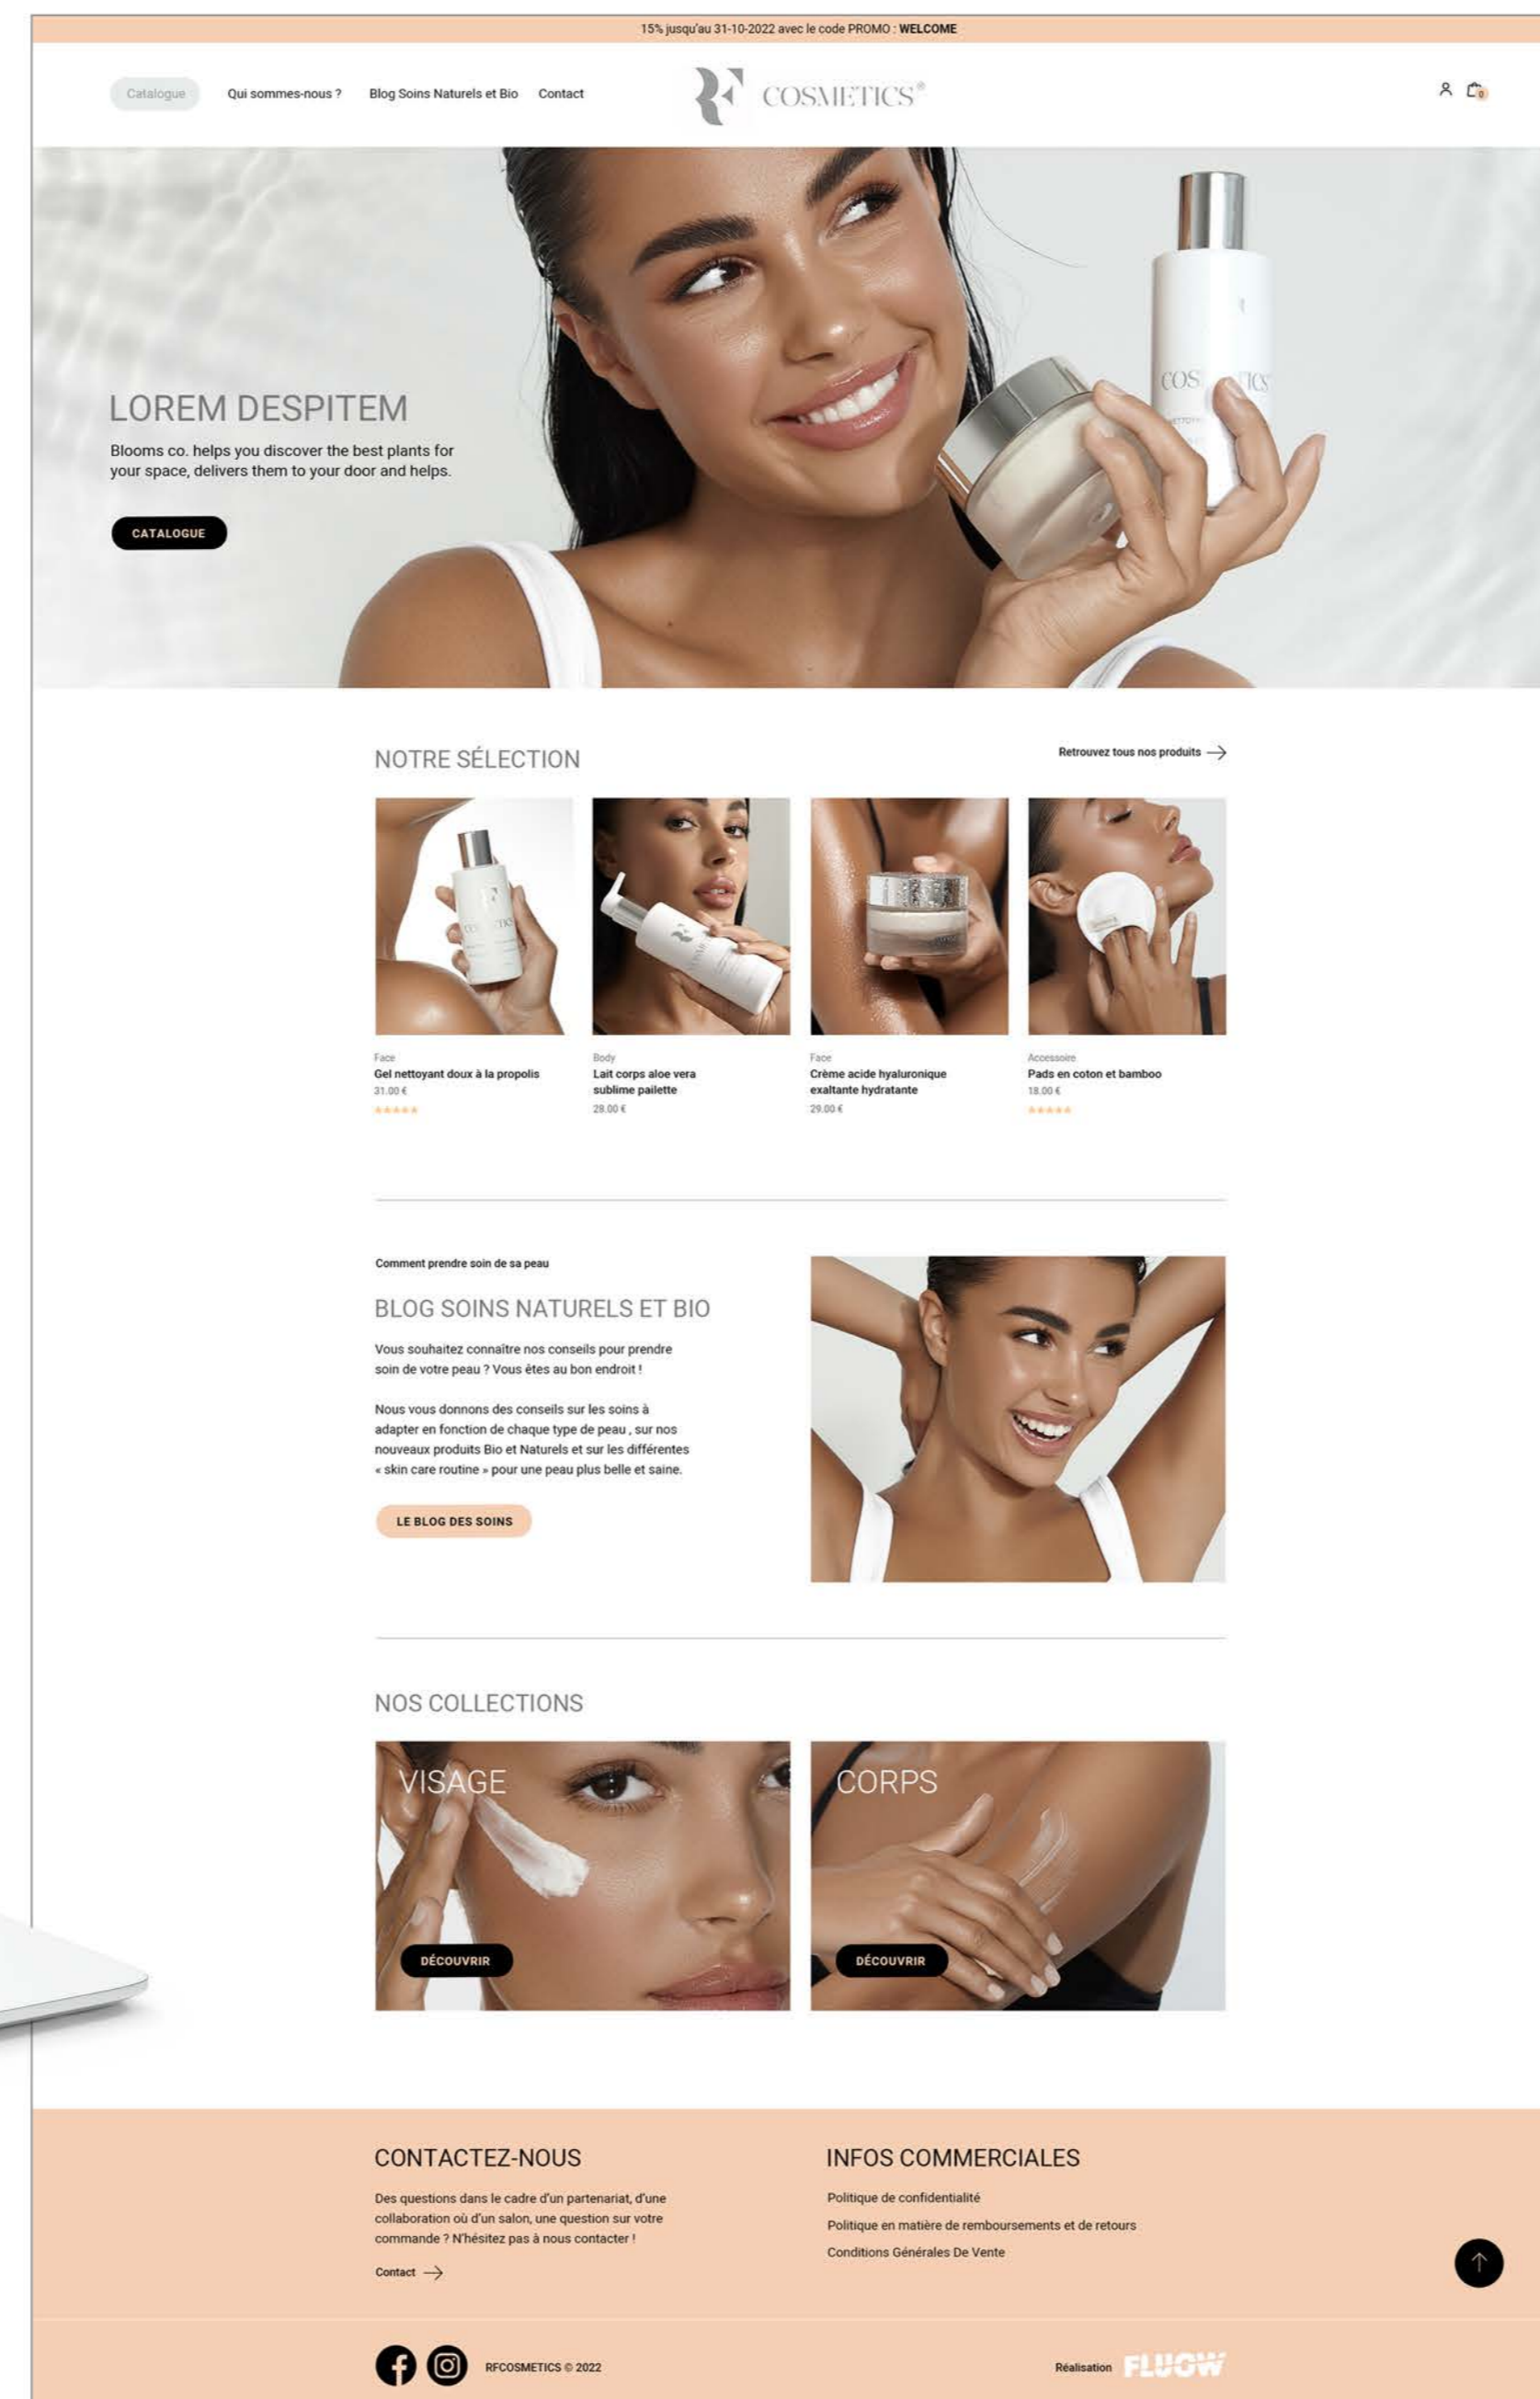 15% jusqu'au 31-10-2022 avec le code PROMO : WELCOME
Catalogue
Qui sommes-nous ?
Blog Soins Naturels et Bio
Contact
RF COSMETICS®
0
COS TICS
LOREM DESPITEM
Blooms co. helps you discover the best plants for
your space, delivers them to your door and helps.
CATALOGUE
NOTRE SÉLECTION
Retrouvez tous nos produits
Face
Gel nettoyant doux à la propolis
31.00 €
Body
Lait corps aloe vera
sublime pailette
28.00 €
Face
Crème acide hyaluronique
exaltante hydratante
29.00 €
Accessoire
Pads en coton et bamboo
18.00 €
Comment prendre soin de sa peau
BLOG SOINS NATURELS ET BIO
Vous souhaitez connaître nos conseils pour prendre
soin de votre peau ? Vous êtes au bon endroit !
Nous vous donnons des conseils sur les soins à
adapter en fonction de chaque type de peau , sur nos
nouveaux produits Bio et Naturels et sur les différentes
« skin care routine » pour une peau plus belle et saine.
LE BLOG DES SOINS
NOS COLLECTIONS
VISAGE
DÉCOUVRIR
CORPS
DÉCOUVRIR
CONTACTEZ-NOUS
Des questions dans le cadre d'un partenariat, d'une
collaboration où d'un salon, une question sur votre
commande ? N'hésitez pas à nous contacter !
Contact
INFOS COMMERCIALES
Politique de confidentialité
Politique en matière de remboursements et de retours
Conditions Générales De Vente
RFCOSMETICS © 2022
Réalisation FLUOW